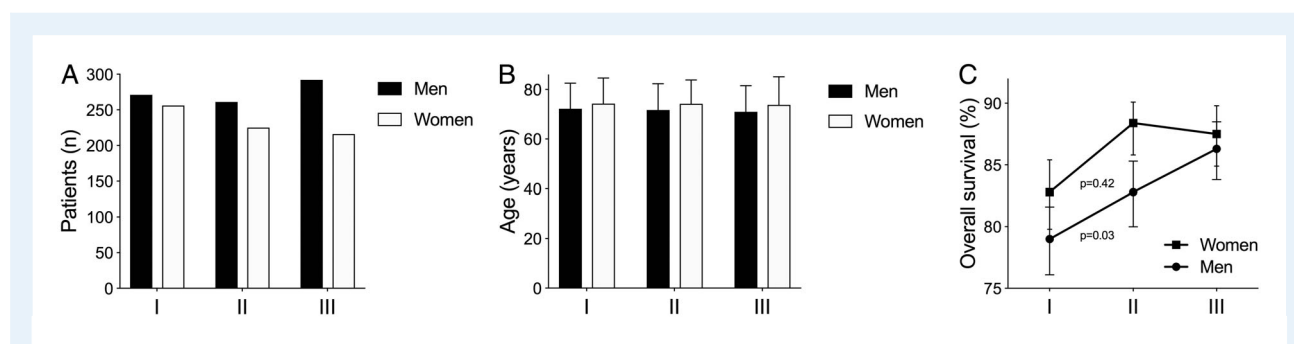 A
Patients (n)
300
250
200
150
100
50
0
I II III
Men
Women
B
Age (years)
80
60
40
20
0
I II III
Men
Women
C
Overall survival (%)
90
85
80
75
p=0.42
p=0.03
I II III
Women
Men